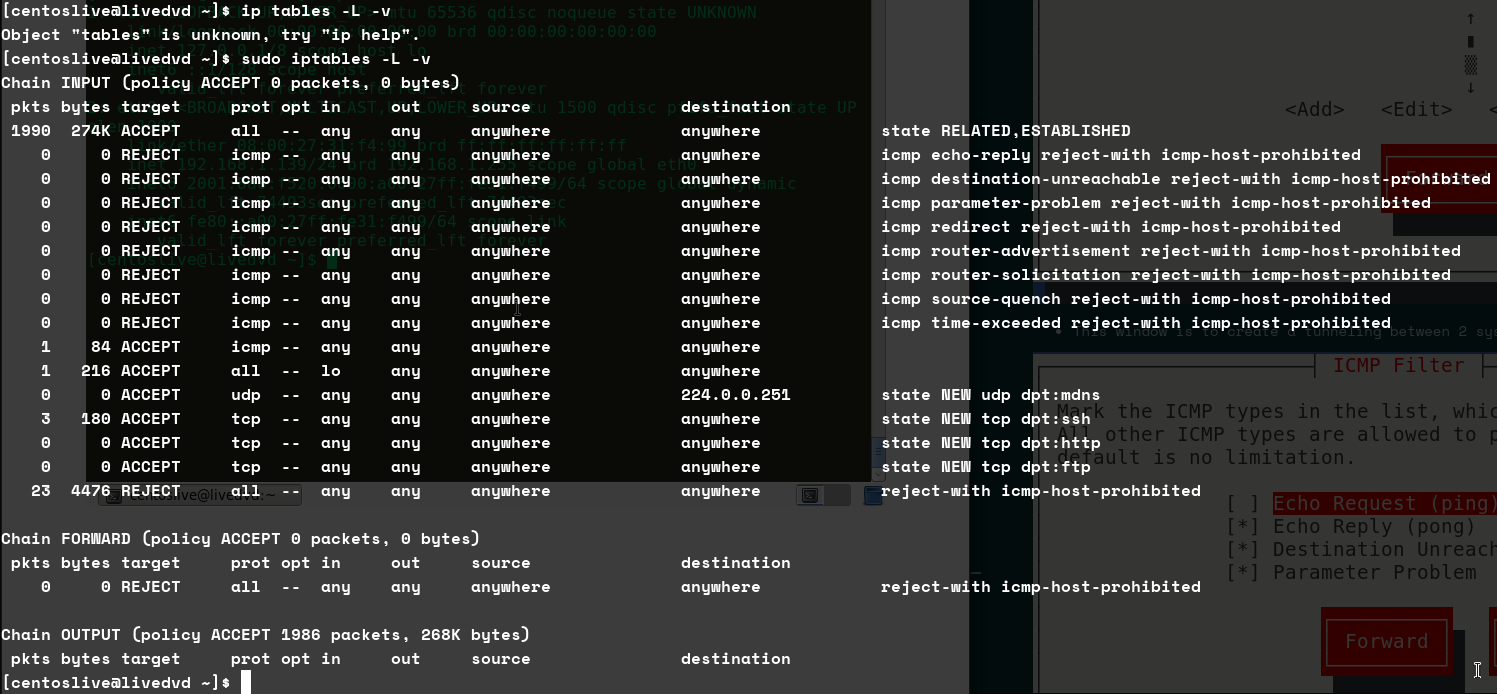 [centoslive@livedvd ~]$ ip tables -L -v
Object "tables" is unknown, try "ip help".
[centoslive@livedvd ~]$ sudo iptables -L -v
Chain INPUT (policy ACCEPT 0 packets, 0 bytes)
 pkts bytes target     prot opt in     out     source               destination
 1990  274K ACCEPT     all  --  any    any     anywhere             anywhere            state RELATED,ESTABLISHED
    0     0 REJECT     icmp --  any    any     anywhere             anywhere            icmp echo-reply reject-with icmp-host-prohibited
    0     0 REJECT     icmp --  any    any     anywhere             anywhere            icmp destination-unreachable reject-with icmp-host-prohibited
    0     0 REJECT     icmp --  any    any     anywhere             anywhere            icmp parameter-problem reject-with icmp-host-prohibited
    0     0 REJECT     icmp --  any    any     anywhere             anywhere            icmp redirect reject-with icmp-host-prohibited
    0     0 REJECT     icmp --  any    any     anywhere             anywhere            icmp router-advertisement reject-with icmp-host-prohibited
    0     0 REJECT     icmp --  any    any     anywhere             anywhere            icmp router-solicitation reject-with icmp-host-prohibited
    0     0 REJECT     icmp --  any    any     anywhere             anywhere            icmp source-quench reject-with icmp-host-prohibited
    0     0 REJECT     icmp --  any    any     anywhere             anywhere            icmp time-exceeded reject-with icmp-host-prohibited
    1    84 ACCEPT     icmp --  any    any     anywhere             anywhere
    1   216 ACCEPT     all  --  lo     any     anywhere             anywhere
    0     0 ACCEPT     udp  --  any    any     anywhere             224.0.0.251         state NEW udp dpt:mdns
    3   180 ACCEPT     tcp  --  any    any     anywhere             anywhere            state NEW tcp dpt:ssh
    0     0 ACCEPT     tcp  --  any    any     anywhere             anywhere            state NEW tcp dpt:http
    0     0 ACCEPT     tcp  --  any    any     anywhere             anywhere            state NEW tcp dpt:ftp
   23  4476 REJECT     all  --  any    any     anywhere             anywhere            reject-with icmp-host-prohibited
Chain FORWARD (policy ACCEPT 0 packets, 0 bytes)
 pkts bytes target     prot opt in     out     source               destination
    0     0 REJECT     all  --  any    any     anywhere             anywhere            reject-with icmp-host-prohibited
Chain OUTPUT (policy ACCEPT 1986 packets, 268K bytes)
 pkts bytes target     prot opt in     out     source               destination
[centoslive@livedvd ~]$
<Add> <Edit>
This window is to create a tunneling between 2
ICMP Filter
Mark the ICMP types in the list,
All other ICMP types are allowed to
default is no limitation.
[ ] Echo Request (ping)
[*] Echo Reply (pong)
[*] Destination
[*] Parameter Problem
Forward
[centoslive@livedvd ~]$
centoslive@livedvd:~